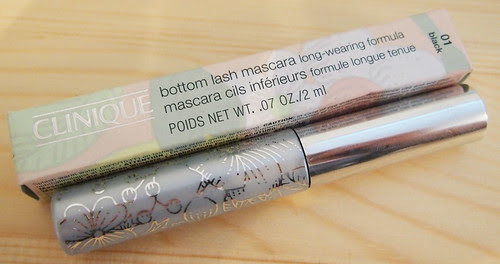 CLINIQUE
bottom lash mascara long-wearing formula
mascara cils inférieurs formule longue tenue
POIDS NET WT. .07 OZ./2 ml
01
black